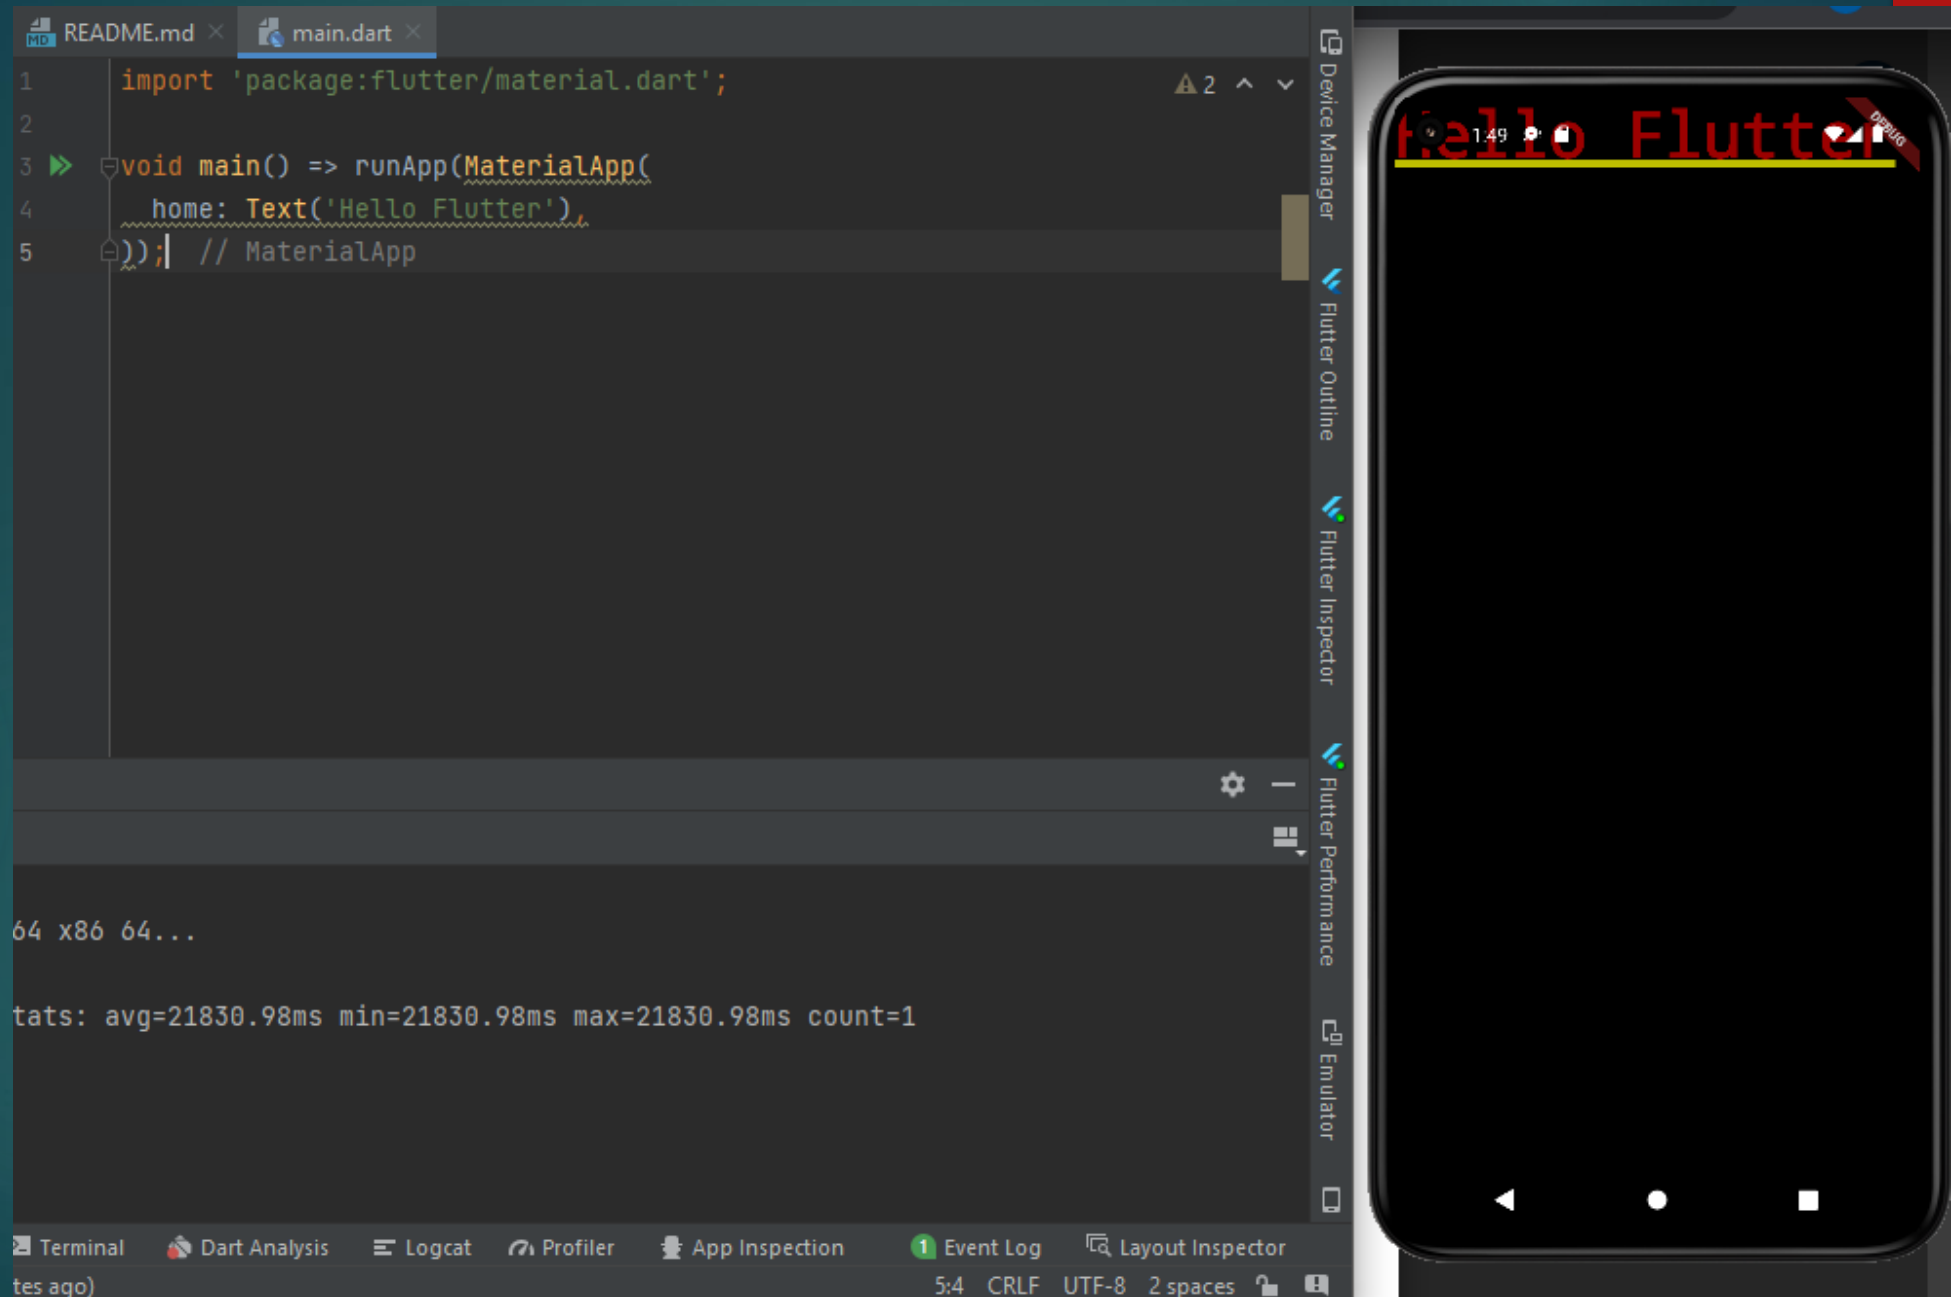 README.md
main.dart
1 import 'package:flutter/material.dart';
2
3 void main() => runApp(MaterialApp(
4 home: Text('Hello Flutter'),
5 )); // MaterialApp
2
64 x86 64...
tats: avg=21830.98ms min=21830.98ms max=21830.98ms count=1
Terminal Dart Analysis Logcat Profiler App Inspection 1 Event Log Layout Inspector
tes ago) 5:4 CRLF UTF-8 2 spaces
Device Manager
Flutter Outline
Flutter Inspector
Flutter Performance
Emulator
Hello Flutter
1:49
DEBUG